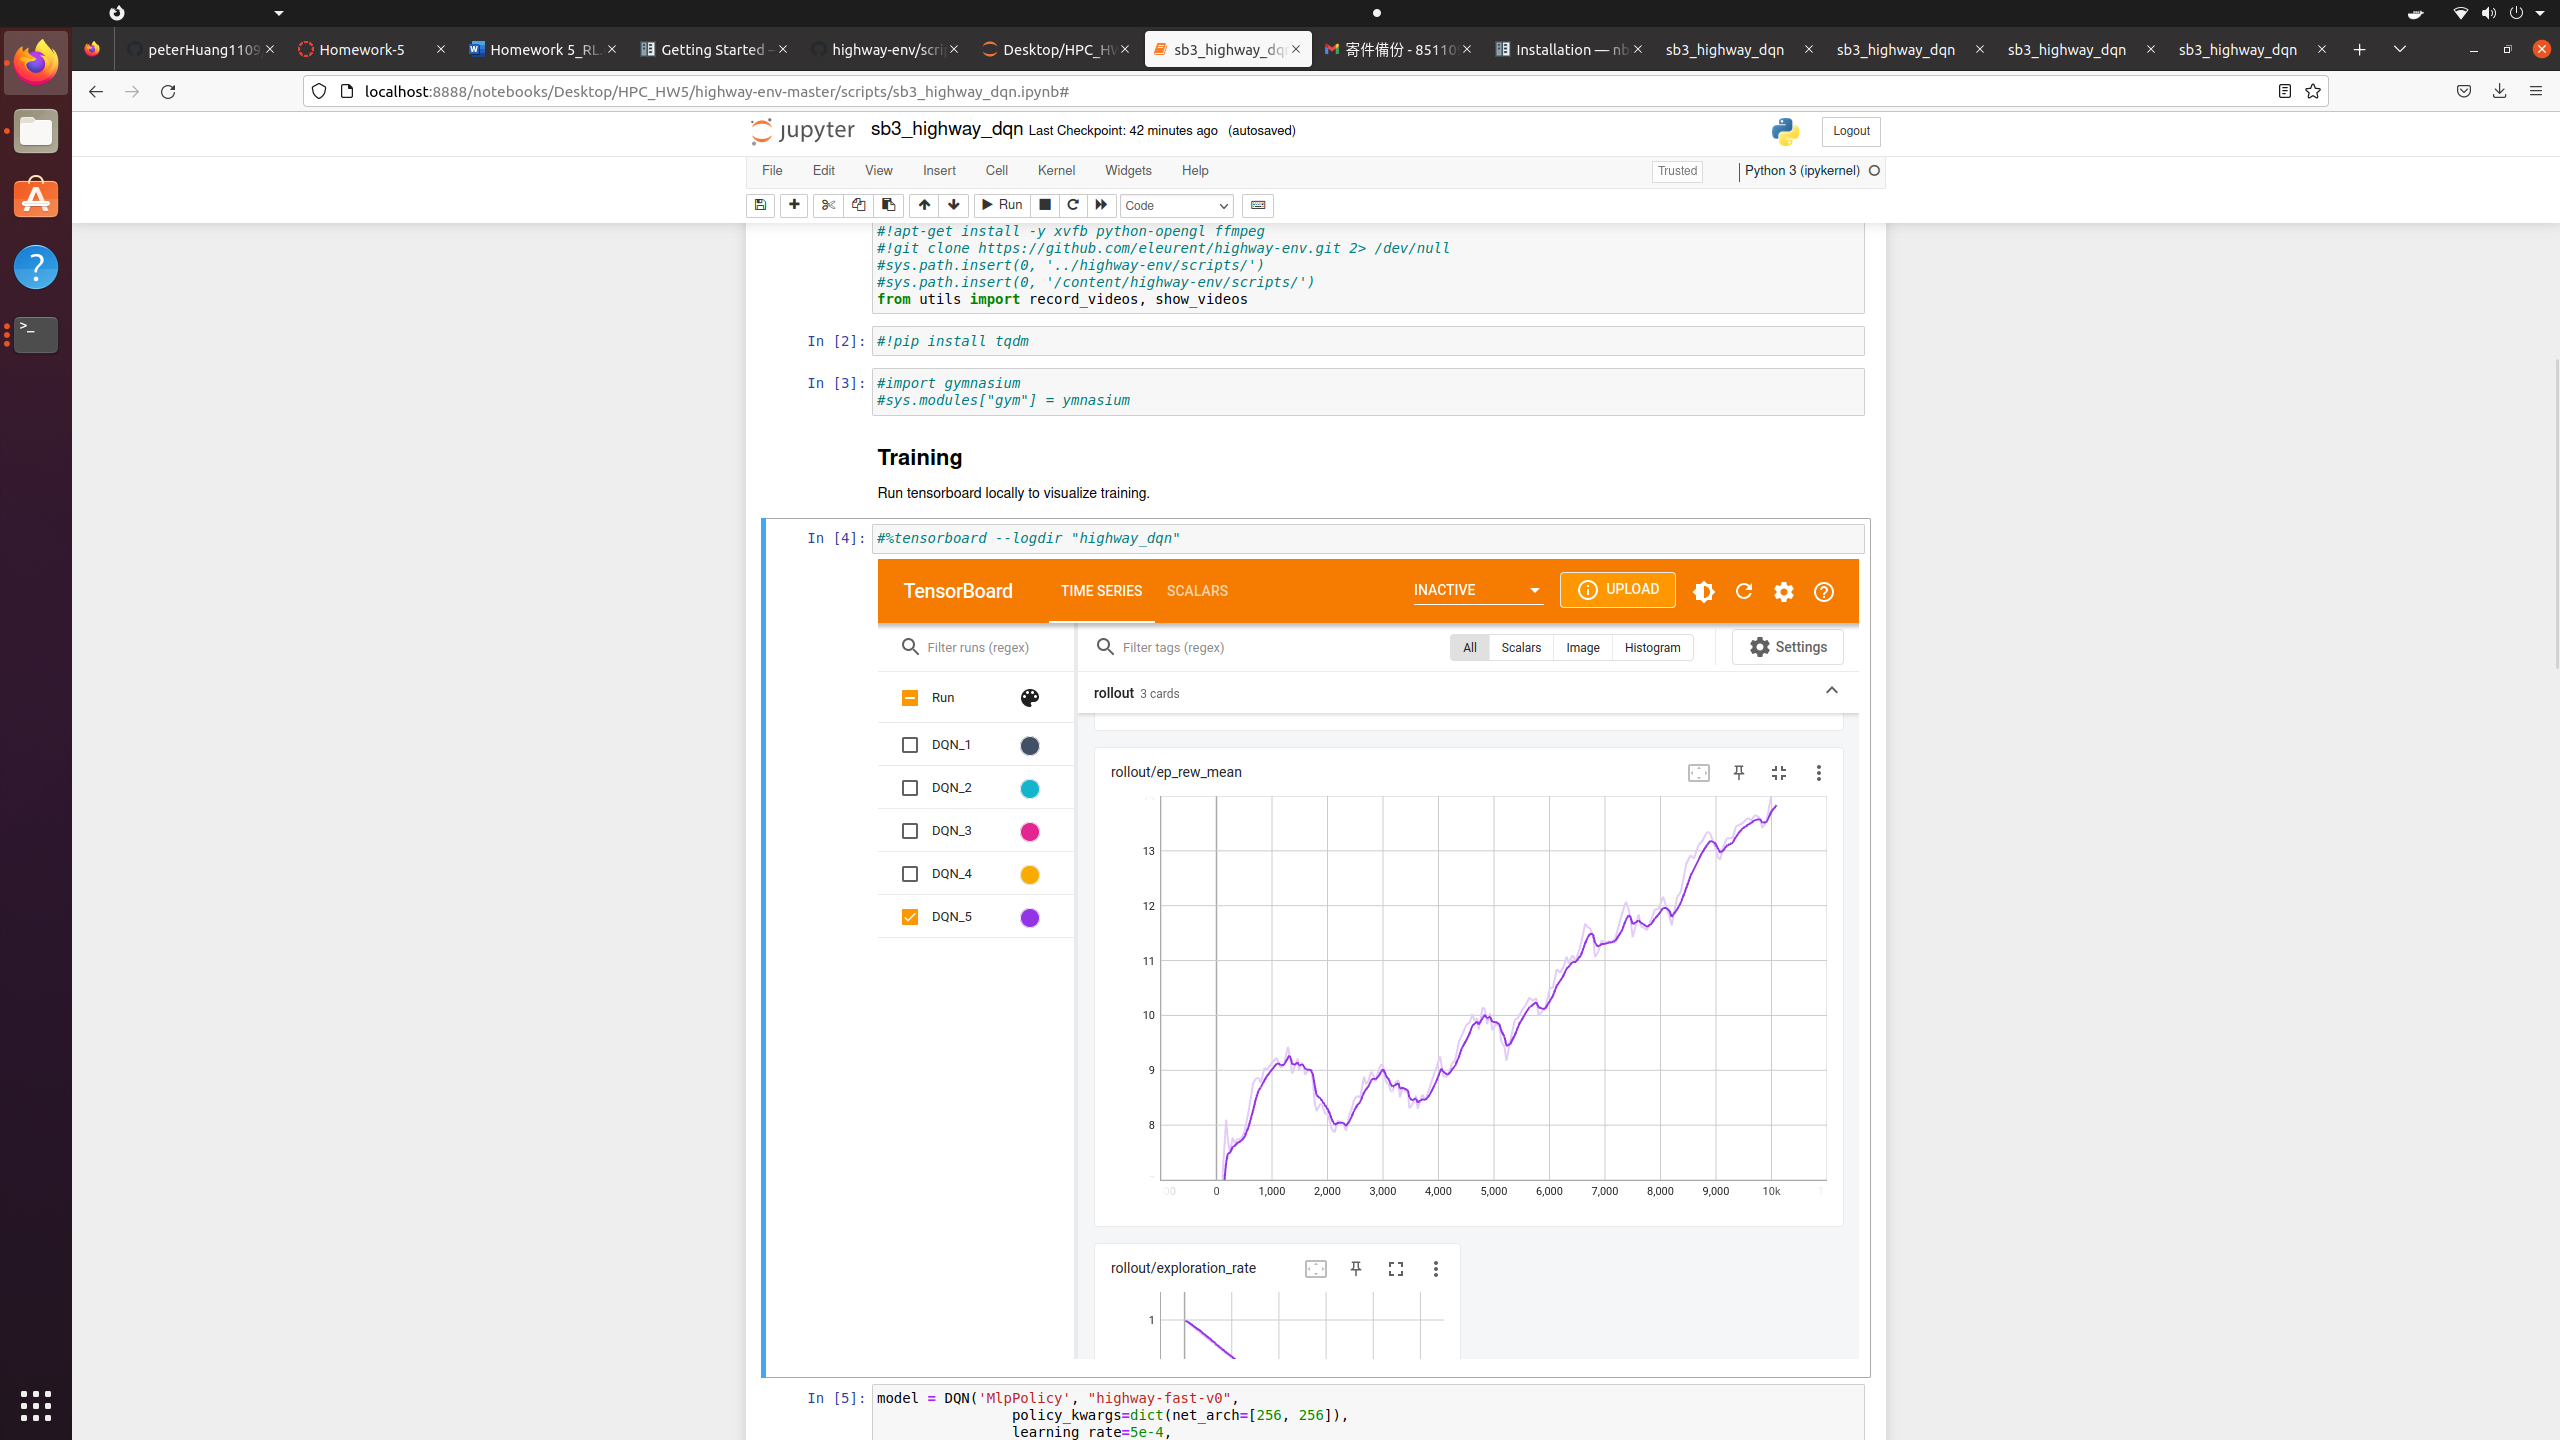 peterHuang1109
Homework-5
Homework 5_RL.
Getting Started –
highway-env/scri
Desktop/HPC_HW
sb3_highway_dq
寄件備份 - 85110
Installation — nb
sb3_highway_dqn
sb3_highway_dqn
sb3_highway_dqn
sb3_highway_dqn
localhost:8888/notebooks/Desktop/HPC_HW5/highway-env-master/scripts/sb3_highway_dqn.ipynb#
jupyter sb3_highway_dqn Last Checkpoint: 42 minutes ago (autosaved)
Logout
File Edit View Insert Cell Kernel Widgets Help
Trusted
Python 3 (ipykernel)
Run
Code
#!apt-get install -y xvfb python-opengl ffmpeg
#!git clone https://github.com/eleurent/highway-env.git 2> /dev/null
#sys.path.insert(0, '../highway-env/scripts/')
#sys.path.insert(0, '/content/highway-env/scripts/')
from utils import record_videos, show_videos
In [2]: #!pip install tqdm
In [3]: #import gymnasium
#sys.modules["gym"] = ymnasium
Training
Run tensorboard locally to visualize training.
In [4]: #%tensorboard --logdir "highway_dqn"
TensorBoard TIME SERIES SCALARS INACTIVE UPLOAD
Filter runs (regex)
Filter tags (regex)
All Scalars Image Histogram
Settings
Run
rollout 3 cards
DQN_1
DQN_2
DQN_3
DQN_4
DQN_5
rollout/ep_rew_mean
13
12
11
10
9
8
0 1,000 2,000 3,000 4,000 5,000 6,000 7,000 8,000 9,000 10k
rollout/exploration_rate
1
In [5]: model = DQN('MlpPolicy', "highway-fast-v0",
policy_kwargs=dict(net_arch=[256, 256]),
learning_rate=5e-4,